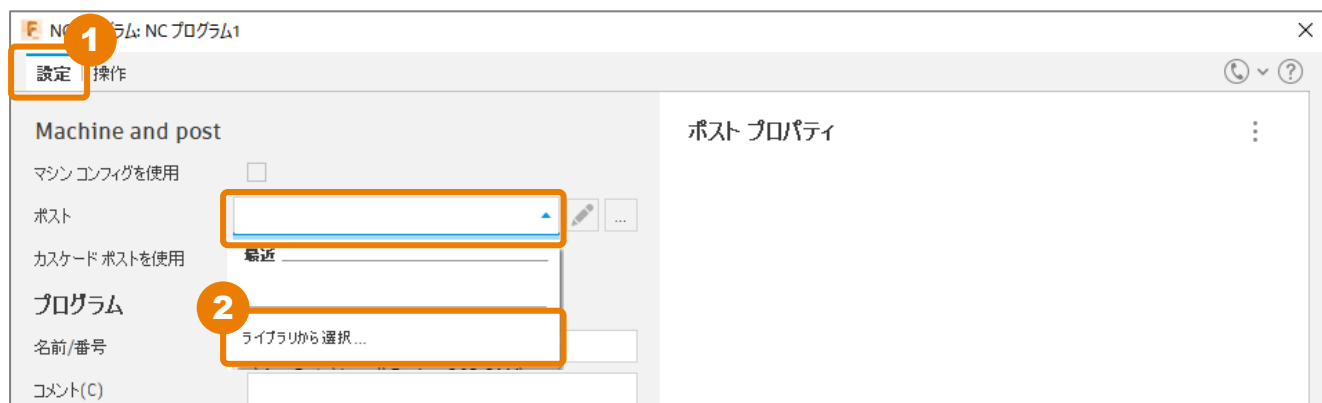 NC プログラム: NC プログラム1
1
設定 操作
Machine and post
ポスト プロパティ
マシン コンフィグを使用
ポスト
...
カスケード ポストを使用
最近
プログラム
2
ライブラリから選択...
名前/番号
コメント(C)